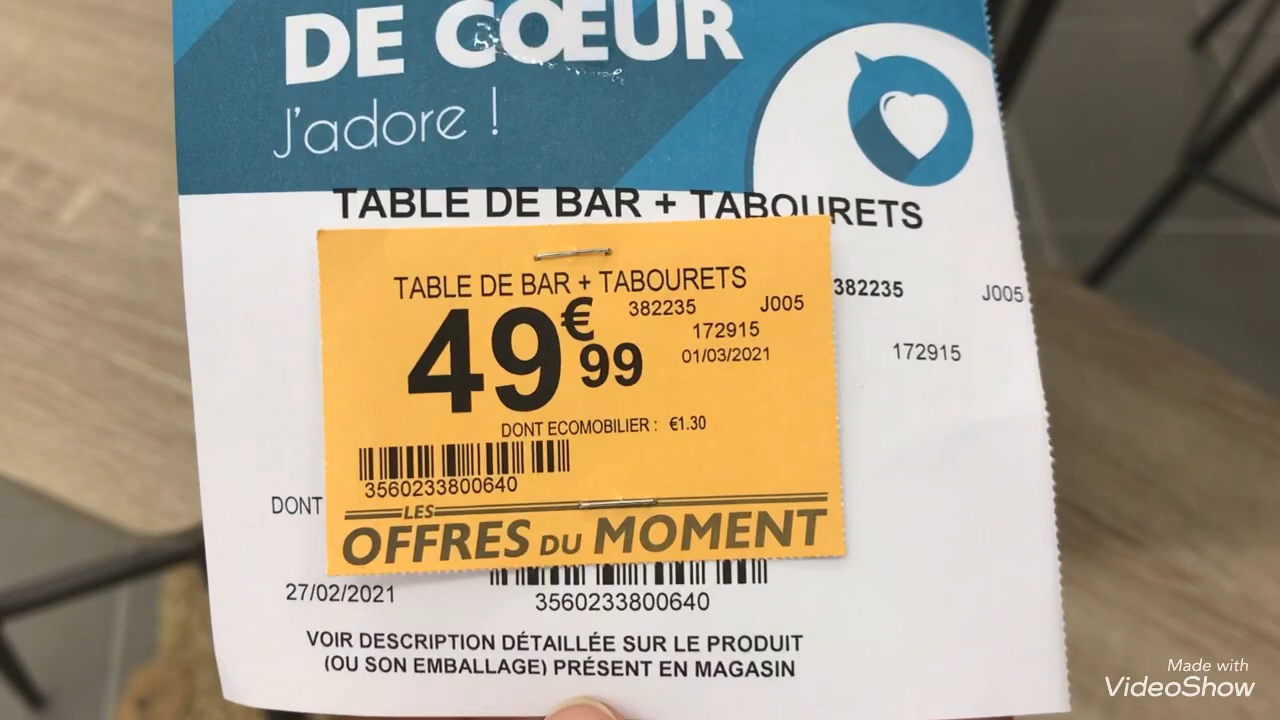 DE CŒUR
J'adore !
TABLE DE BAR + TABOURETS
TABLE DE BAR + TABOURETS
382235 J005
49€99
172915
01/03/2021
DONT ECOMOBILIER : €1.30
3560233800640
LES
OFFRES DU MOMENT
382235 J005
172915
DONT
27/02/2021
3560233800640
VOIR DESCRIPTION DÉTAILLÉE SUR LE PRODUIT
(OU SON EMBALLAGE) PRÉSENT EN MAGASIN
Made with
VideoShow